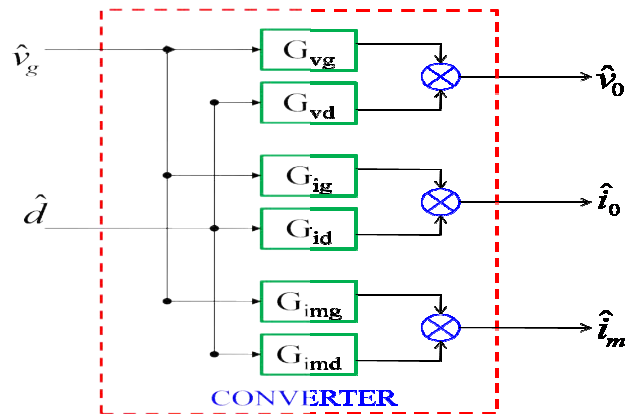 v̂g
Gvg
v̂0
Gvd
Gig
d̂
Gid
î0
Gimg
Gimd
îm
CONVERTER